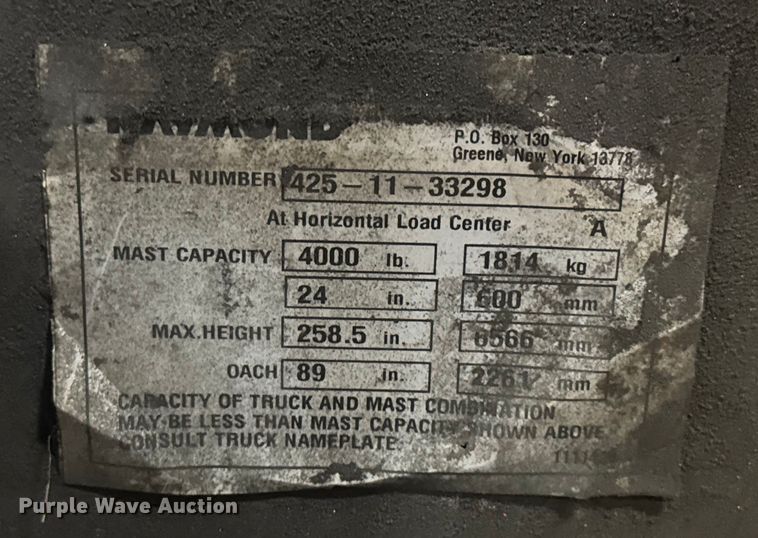 RAYMOND
P.O. Box 130
Greene, New York 13778
SERIAL NUMBER 425-11-33298
At Horizontal Load Center A
MAST CAPACITY 4000 lb. 1814 kg
24 in. 600 mm
MAX.HEIGHT 258.5 in. 6566 mm
OACH 89 in. 2261 mm
CAPACITY OF TRUCK AND MAST COMBINATION
MAY BE LESS THAN MAST CAPACITY SHOWN ABOVE
CONSULT TRUCK NAMEPLATE.
Purple Wave Auction